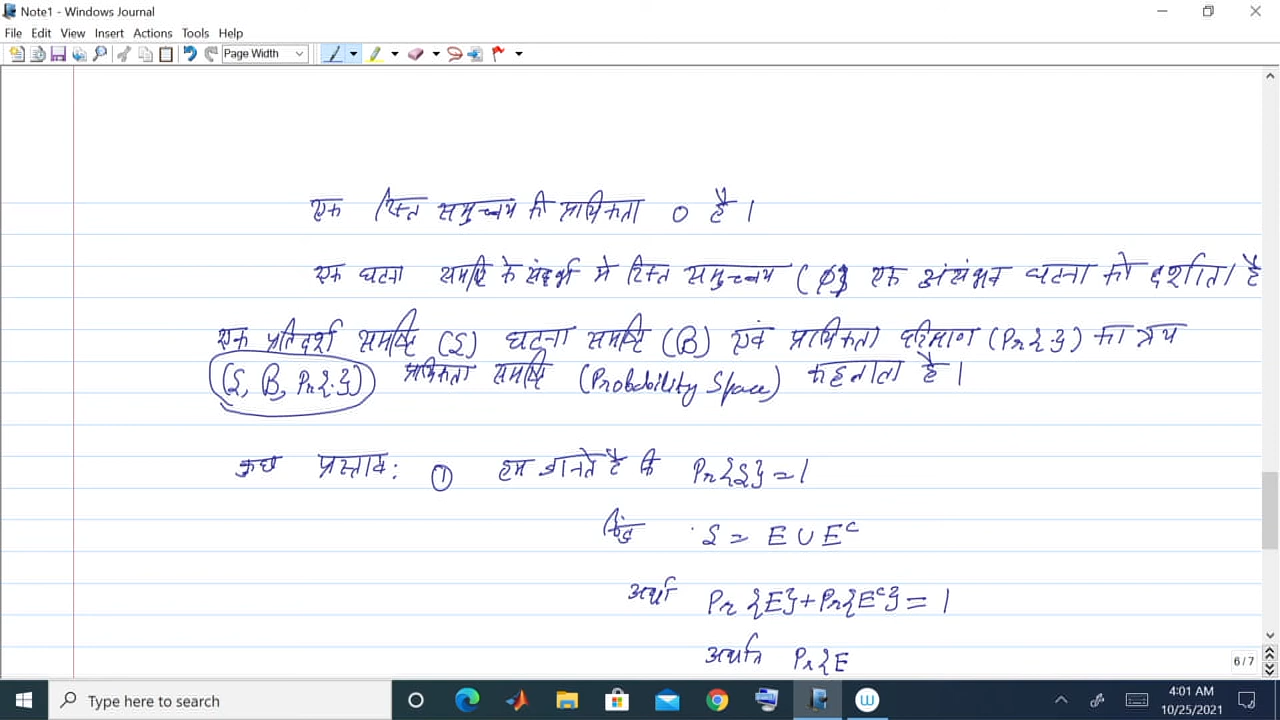 Note1 - Windows Journal
File Edit View Insert Actions Tools Help
Page Width
एक रिक्त समुच्चय की प्रायिकता 0 है।
एक घटना समष्टि के संदर्भ में रिक्त समुच्चय (φ) एक असंभव घटना को दर्शाता है
एक प्रतिदर्श समष्टि (S) घटना समष्टि (B) एवं प्रायिकता परिमाण (Pr{.}) का त्रय
(S, B, Pr{.}) प्रायिकता समष्टि (Probability Space) कहलाता है।
कुछ प्रस्ताव: ① हम जानते है कि Pr{S} = 1
किंतु S = E ∪ E^c
अर्थात Pr{E} + Pr{E^c} = 1
अर्थात Pr{E
6 / 7
Type here to search
4:01 AM
10/25/2021